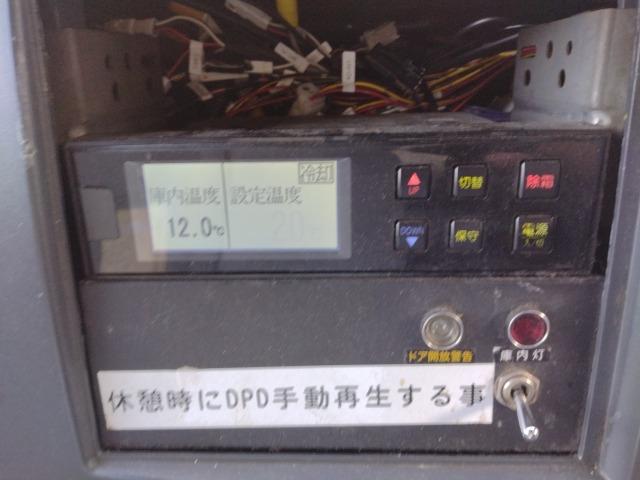 冷却
庫内温度 設定温度
12.0℃
UP
切替
除霜
DOWN
保守
電源
入/切
ドア開放警告
庫内灯
休憩時にDPD手動再生する事